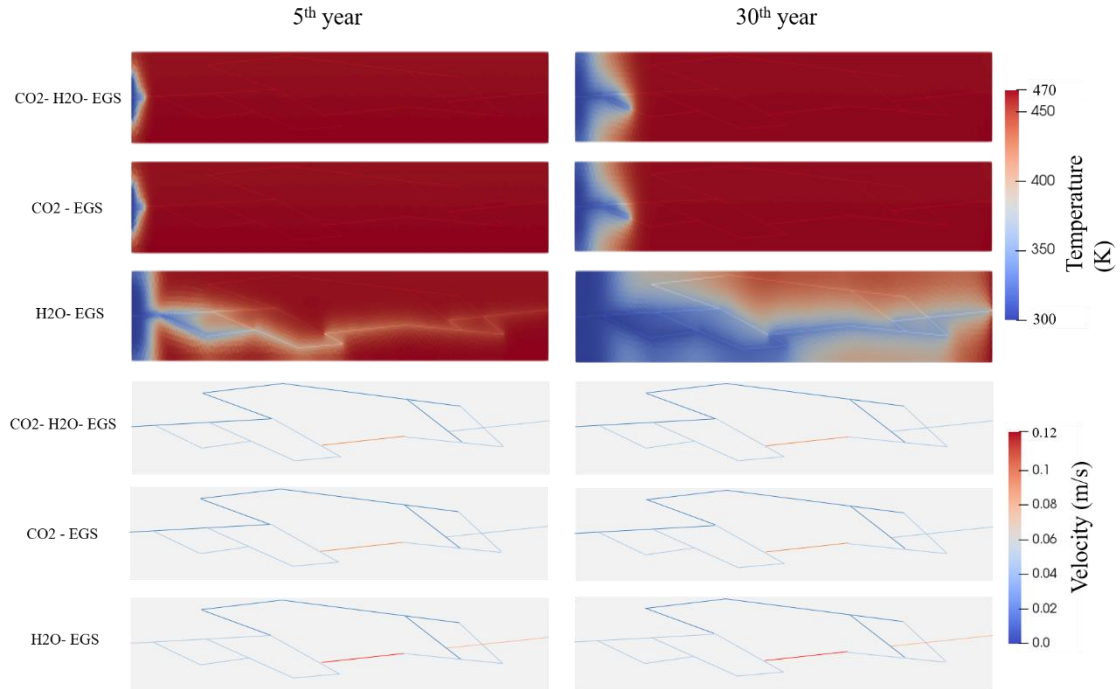 5th year
30th year
CO2- H2O- EGS
CO2 - EGS
H2O- EGS
470
450
400
350
300
Temperature
(K)
CO2- H2O- EGS
CO2 - EGS
H2O- EGS
0.12
0.1
0.08
0.06
0.04
0.02
0.0
Velocity (m/s)